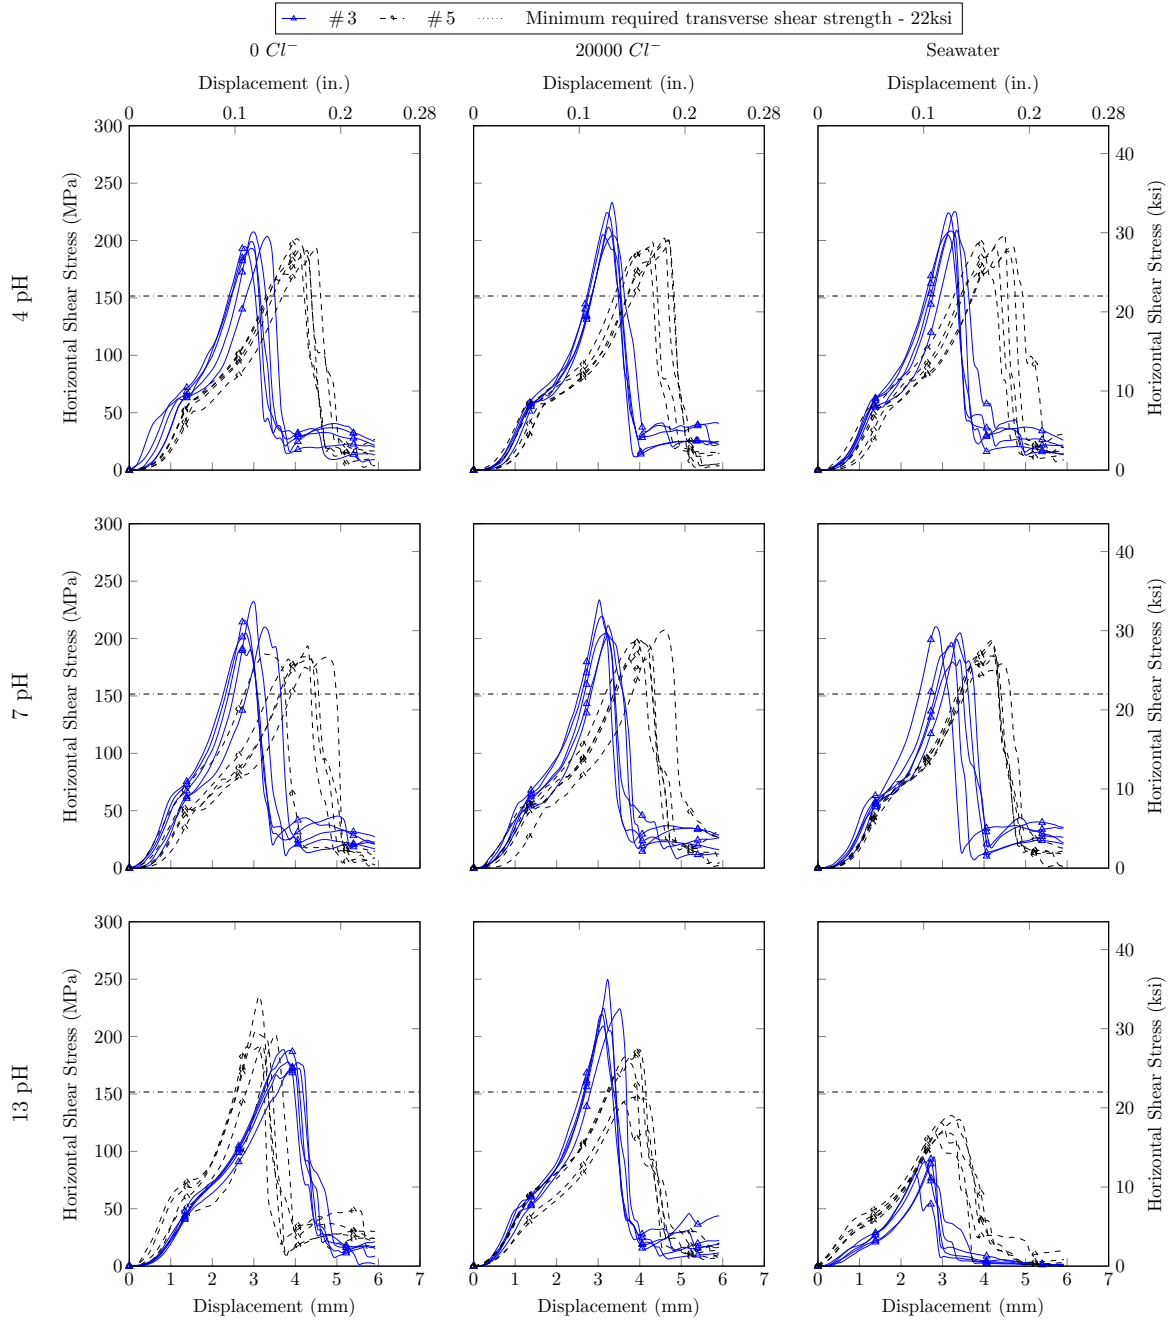 #3 #5 Minimum required transverse shear strength - 22ksi
0 Cl⁻ 20000 Cl⁻ Seawater
Displacement (in.) Displacement (in.) Displacement (in.)
0 0.1 0.2 0.28 0 0.1 0.2 0.28 0 0.1 0.2 0.28
4 pH
Horizontal Shear Stress (MPa)
300
250
200
150
100
50
0
40
30
20
10
0
Horizontal Shear Stress (ksi)
7 pH
Horizontal Shear Stress (MPa)
300
250
200
150
100
50
0
40
30
20
10
0
Horizontal Shear Stress (ksi)
13 pH
Horizontal Shear Stress (MPa)
300
250
200
150
100
50
0
40
30
20
10
0
Horizontal Shear Stress (ksi)
0 1 2 3 4 5 6 7 0 1 2 3 4 5 6 7 0 1 2 3 4 5 6 7
Displacement (mm) Displacement (mm) Displacement (mm)